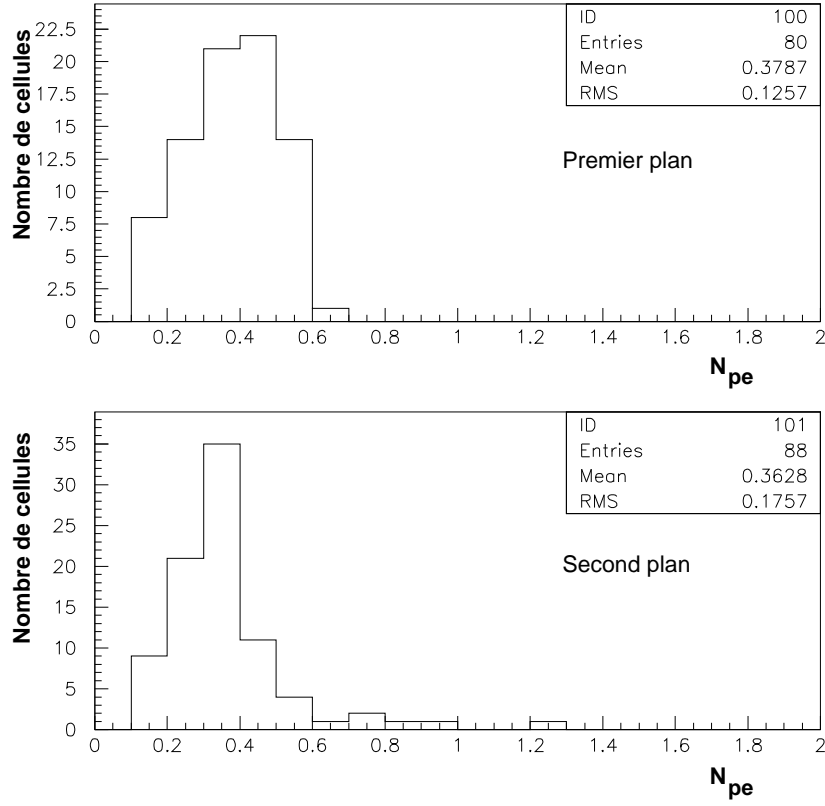 Nombre de cellules
22.5
20
17.5
15
12.5
10
7.5
5
2.5
0
0 0.2 0.4 0.6 0.8 1 1.2 1.4 1.6 1.8 2
Npe
ID 100
Entries 80
Mean 0.3787
RMS 0.1257
Premier plan
Nombre de cellules
35
30
25
20
15
10
5
0
0 0.2 0.4 0.6 0.8 1 1.2 1.4 1.6 1.8 2
Npe
ID 101
Entries 88
Mean 0.3628
RMS 0.1757
Second plan